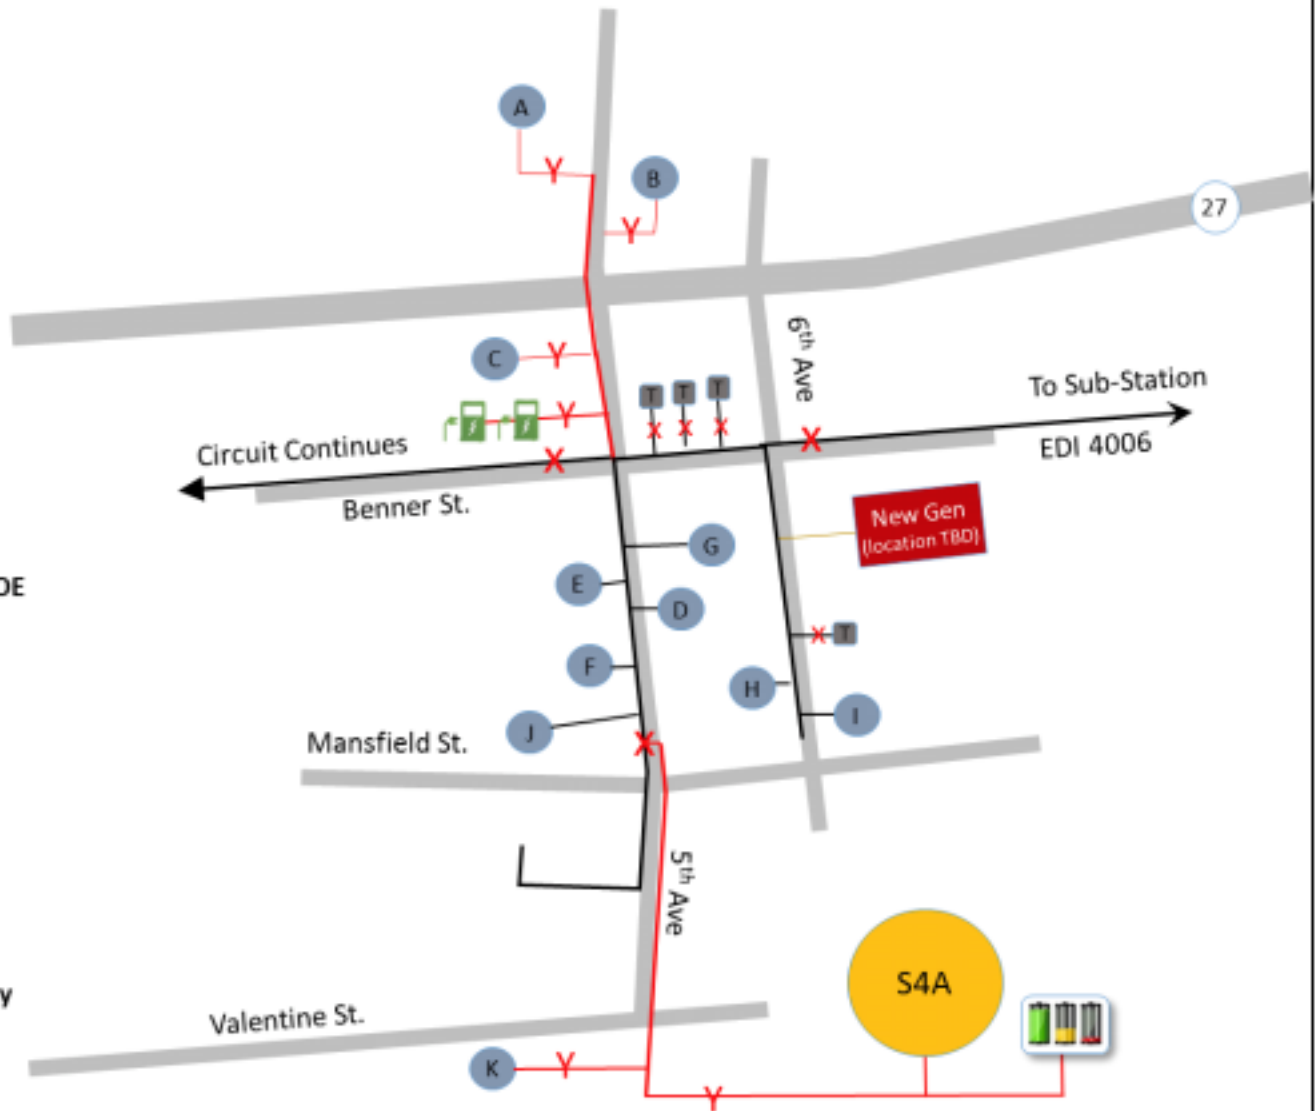 A
Y
B
Y
27
C
Y
6th Ave
T T T
X X X
To Sub-Station
Y
X
Circuit Continues
X
EDI 4006
Benner St.
New Gen
(location TBD)
G
E
DE
D
X T
F
H
I
J
Mansfield St.
X
5th Ave
S4A
y
Valentine St.
K
Y
Y